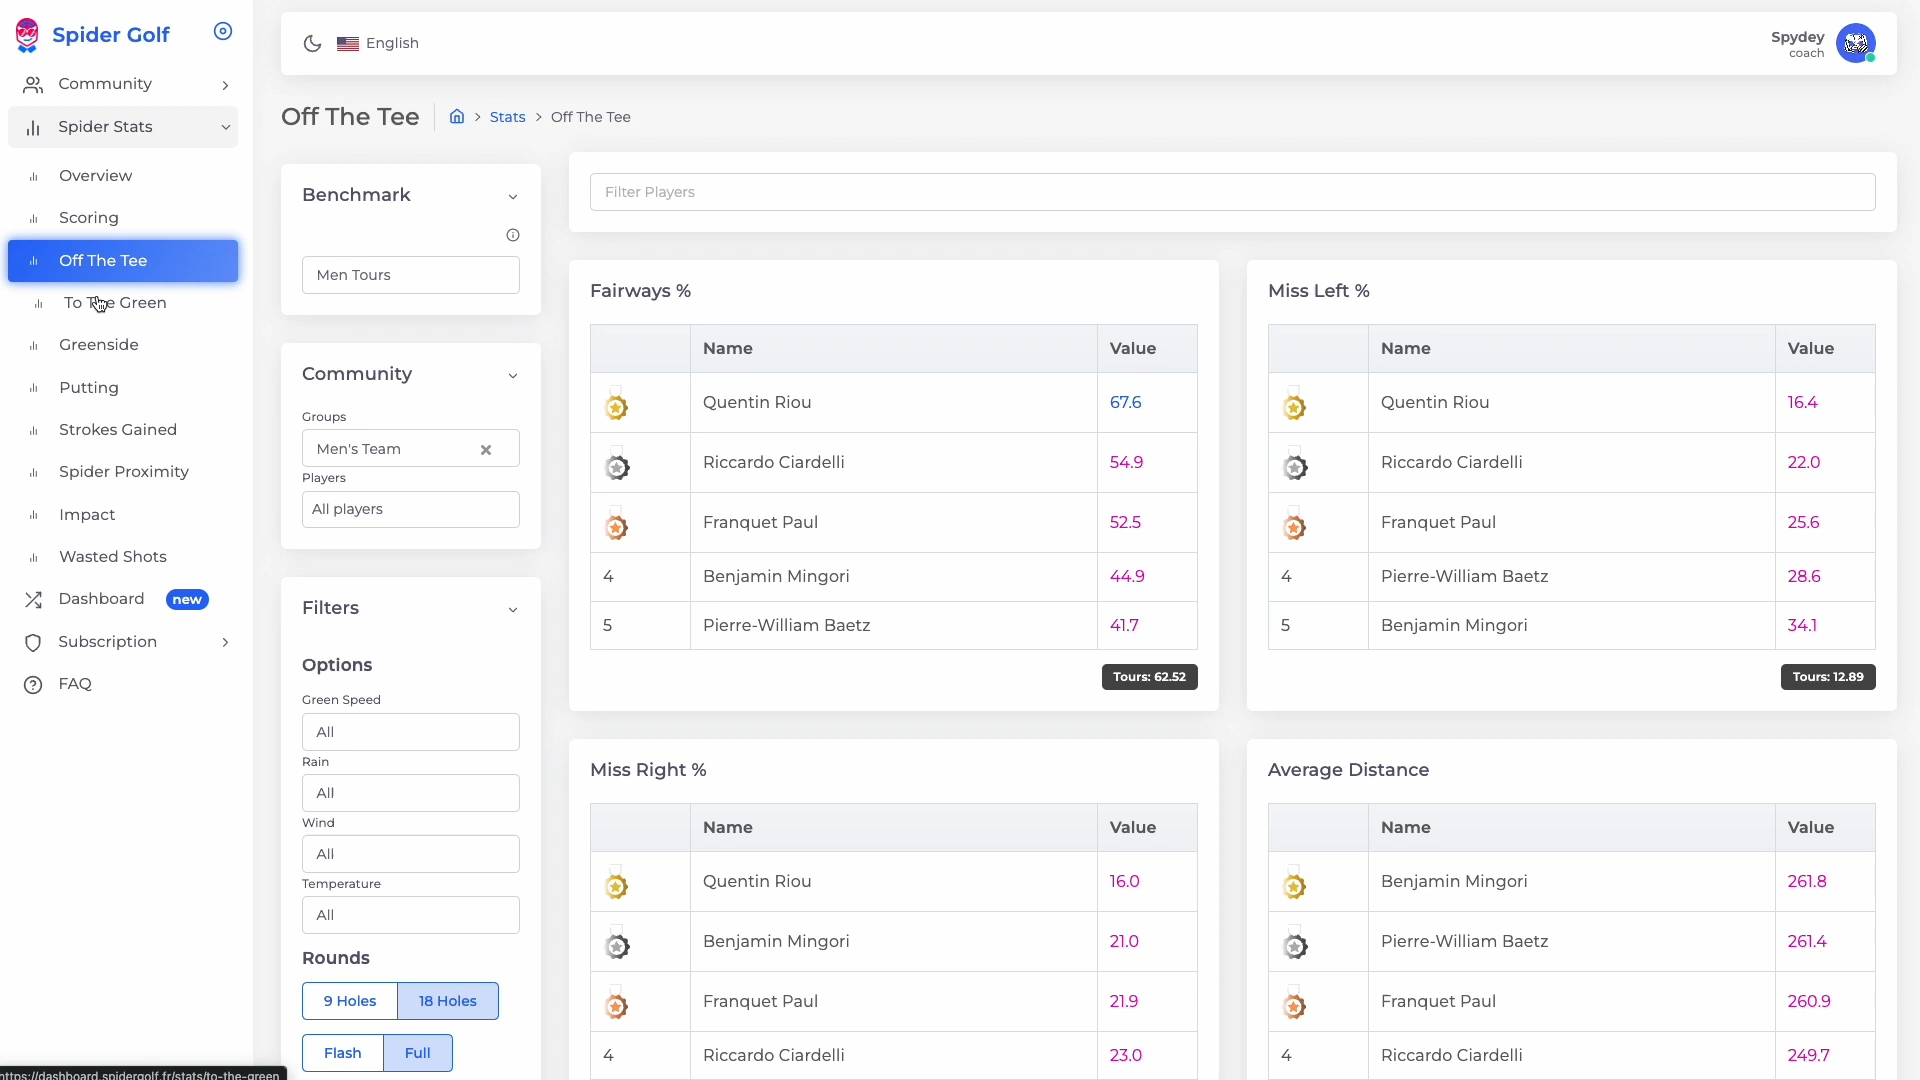 Spider Golf
Community
Spider Stats
Overview
Scoring
Off The Tee
To The Green
Greenside
Putting
Strokes Gained
Spider Proximity
Impact
Wasted Shots
Dashboard new
Subscription
FAQ
English
Spydey
coach
Off The Tee
Stats > Off The Tee
Benchmark
Men Tours
Community
Groups
Men's Team
Players
All players
Filters
Options
Green Speed
All
Rain
All
Wind
All
Temperature
All
Rounds
9 Holes 18 Holes
Flash Full
Filter Players
Fairways %
Name Value
Quentin Riou 67.6
Riccardo Ciardelli 54.9
Franquet Paul 52.5
4 Benjamin Mingori 44.9
5 Pierre-William Baetz 41.7
Tours: 62.52
Miss Left %
Name Value
Quentin Riou 16.4
Riccardo Ciardelli 22.0
Franquet Paul 25.6
4 Pierre-William Baetz 28.6
5 Benjamin Mingori 34.1
Tours: 12.89
Miss Right %
Name Value
Quentin Riou 16.0
Benjamin Mingori 21.0
Franquet Paul 21.9
4 Riccardo Ciardelli 23.0
Average Distance
Name Value
Benjamin Mingori 261.8
Pierre-William Baetz 261.4
Franquet Paul 260.9
4 Riccardo Ciardelli 249.7
https://dashboard.spidergolf.fr/stats/to-the-green